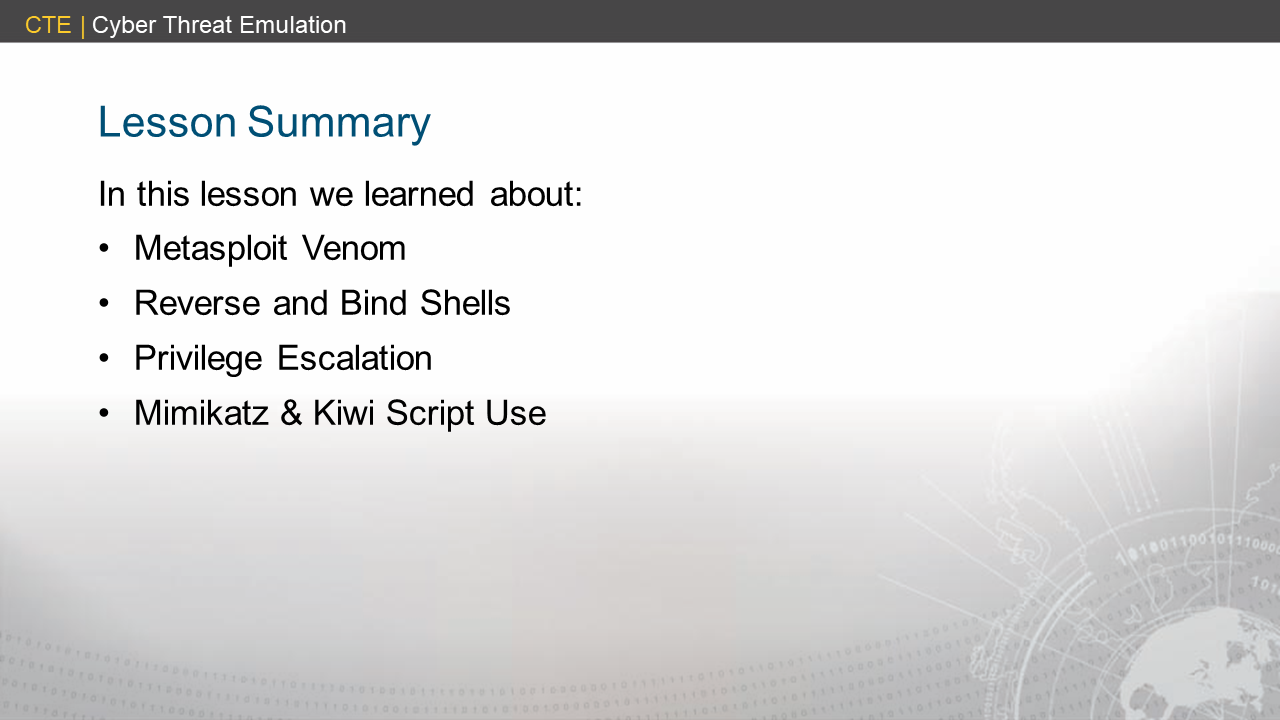 CTE | Cyber Threat Emulation
Lesson Summary
In this lesson we learned about:
• Metasploit Venom
• Reverse and Bind Shells
• Privilege Escalation
• Mimikatz & Kiwi Script Use